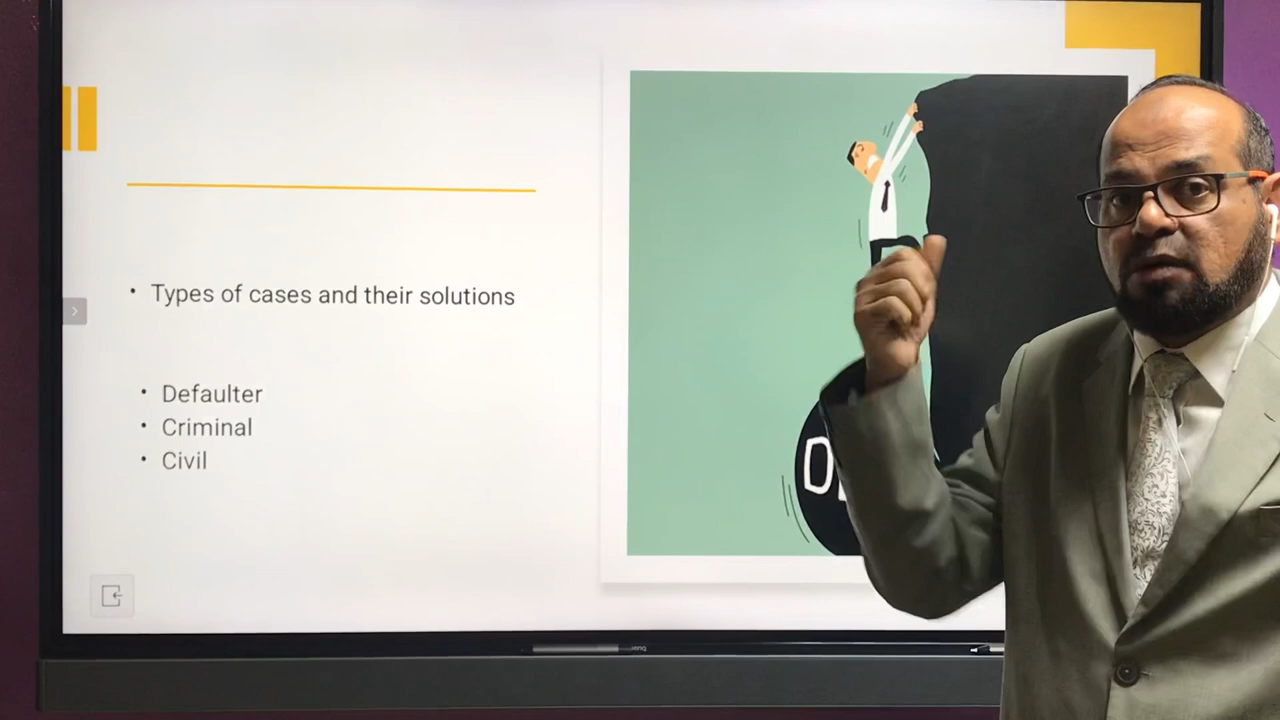 Types of cases and their solutions
Defaulter
Criminal
Civil